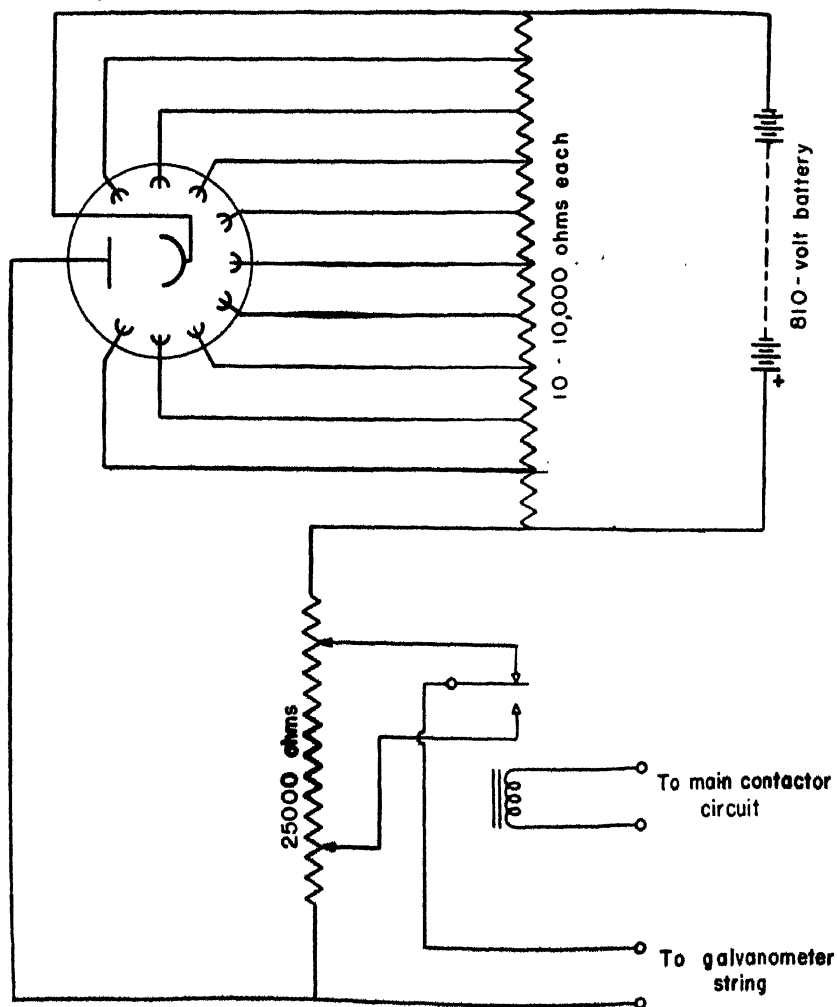 10 - 10,000 ohms each
810-volt battery
+
25000 ohms
To main contactor
circuit
To galvanometer
string